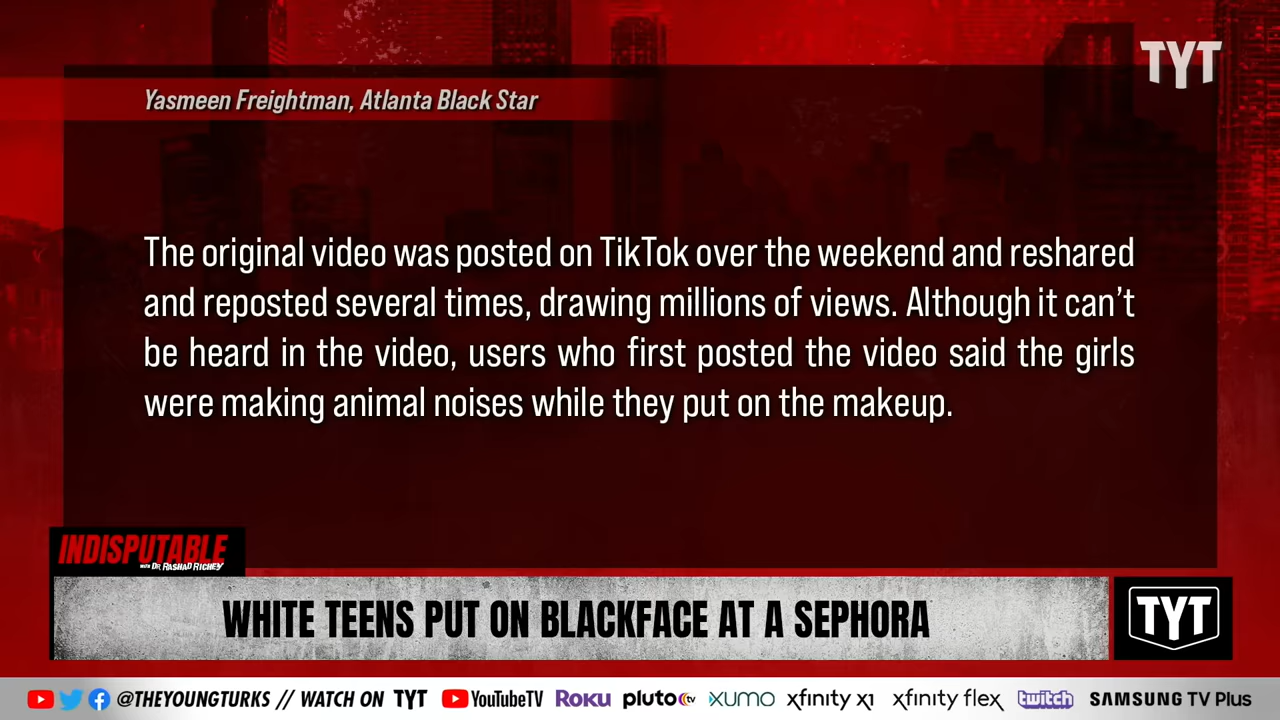 TYT
Yasmeen Freightman, Atlanta Black Star
The original video was posted on TikTok over the weekend and reshared
and reposted several times, drawing millions of views. Although it can’t
be heard in the video, users who first posted the video said the girls
were making animal noises while they put on the makeup.
INDISPUTABLE
WITH DR. RASHAD RICHEY
WHITE TEENS PUT ON BLACKFACE AT A SEPHORA
TYT
@THEYOUNGTURKS // WATCH ON TYT YouTubeTV ROKU pluto tv xumo xfinity x1 xfinity flex twitch SAMSUNG TV Plus